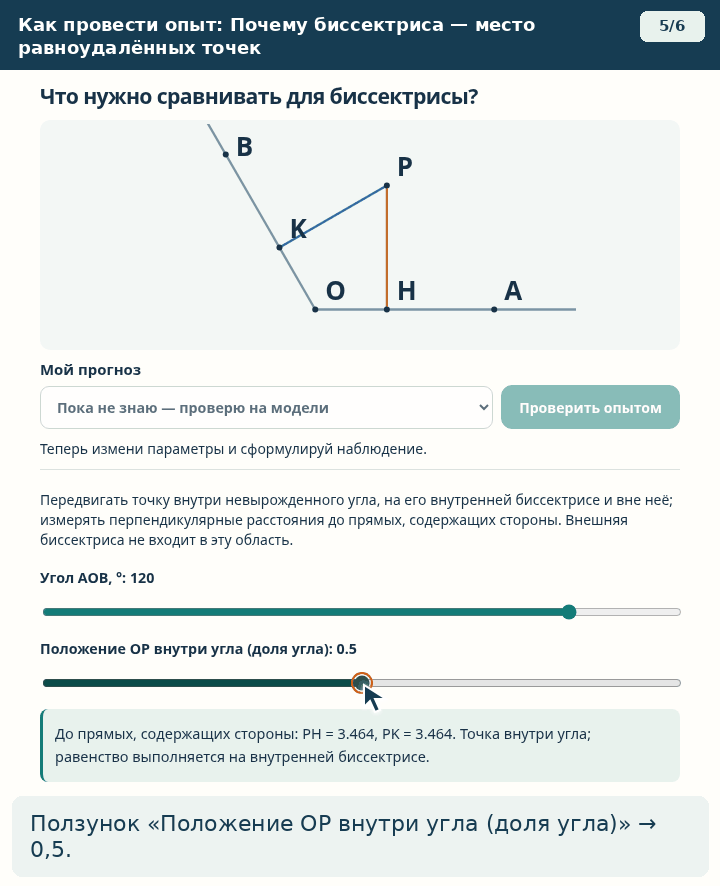 Как провести опыт: Почему биссектриса — место
равноудалённых точек
5/6
Что нужно сравнивать для биссектрисы?
B
P
K
O
H
A
Мой прогноз
Пока не знаю — проверю на модели
Проверить опытом
Теперь измени параметры и сформулируй наблюдение.
Передвигать точку внутри невырожденного угла, на его внутренней биссектрисе и вне неё;
измерять перпендикулярные расстояния до прямых, содержащих стороны. Внешняя
биссектриса не входит в эту область.
Угол AOB, °: 120
Положение OP внутри угла (доля угла): 0.5
До прямых, содержащих стороны: PH = 3.464, PK = 3.464. Точка внутри угла;
равенство выполняется на внутренней биссектрисе.
Ползунок «Положение OP внутри угла (доля угла)» →
0,5.